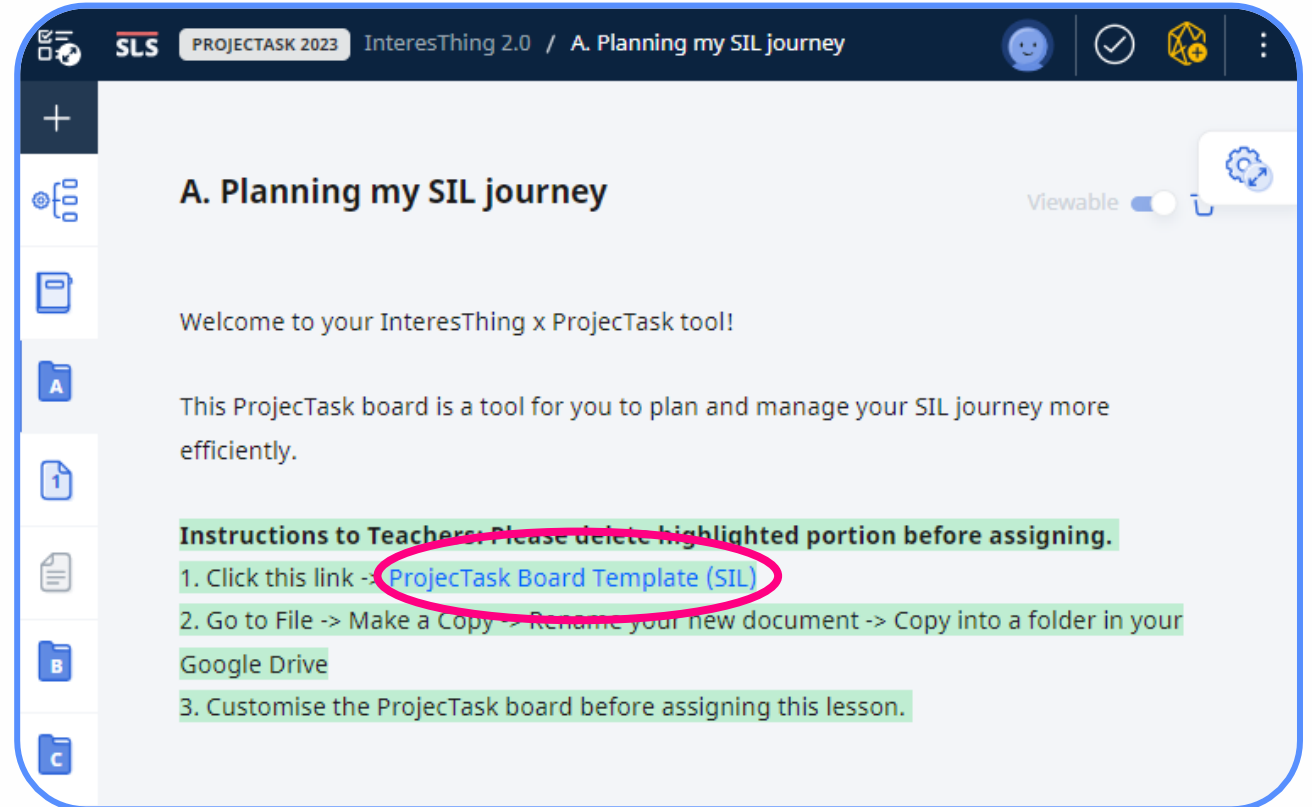 SLS PROJECTASK 2023 InteresThing 2.0 / A. Planning my SIL journey
A. Planning my SIL journey
Viewable
Welcome to your InteresThing x ProjecTask tool!
This ProjecTask board is a tool for you to plan and manage your SIL journey more
efficiently.
Instructions to Teachers: Please delete highlighted portion before assigning.
1. Click this link -> ProjecTask Board Template (SIL)
2. Go to File -> Make a Copy -> Rename your new document -> Copy into a folder in your
Google Drive
3. Customise the ProjecTask board before assigning this lesson.
A
1
B
C